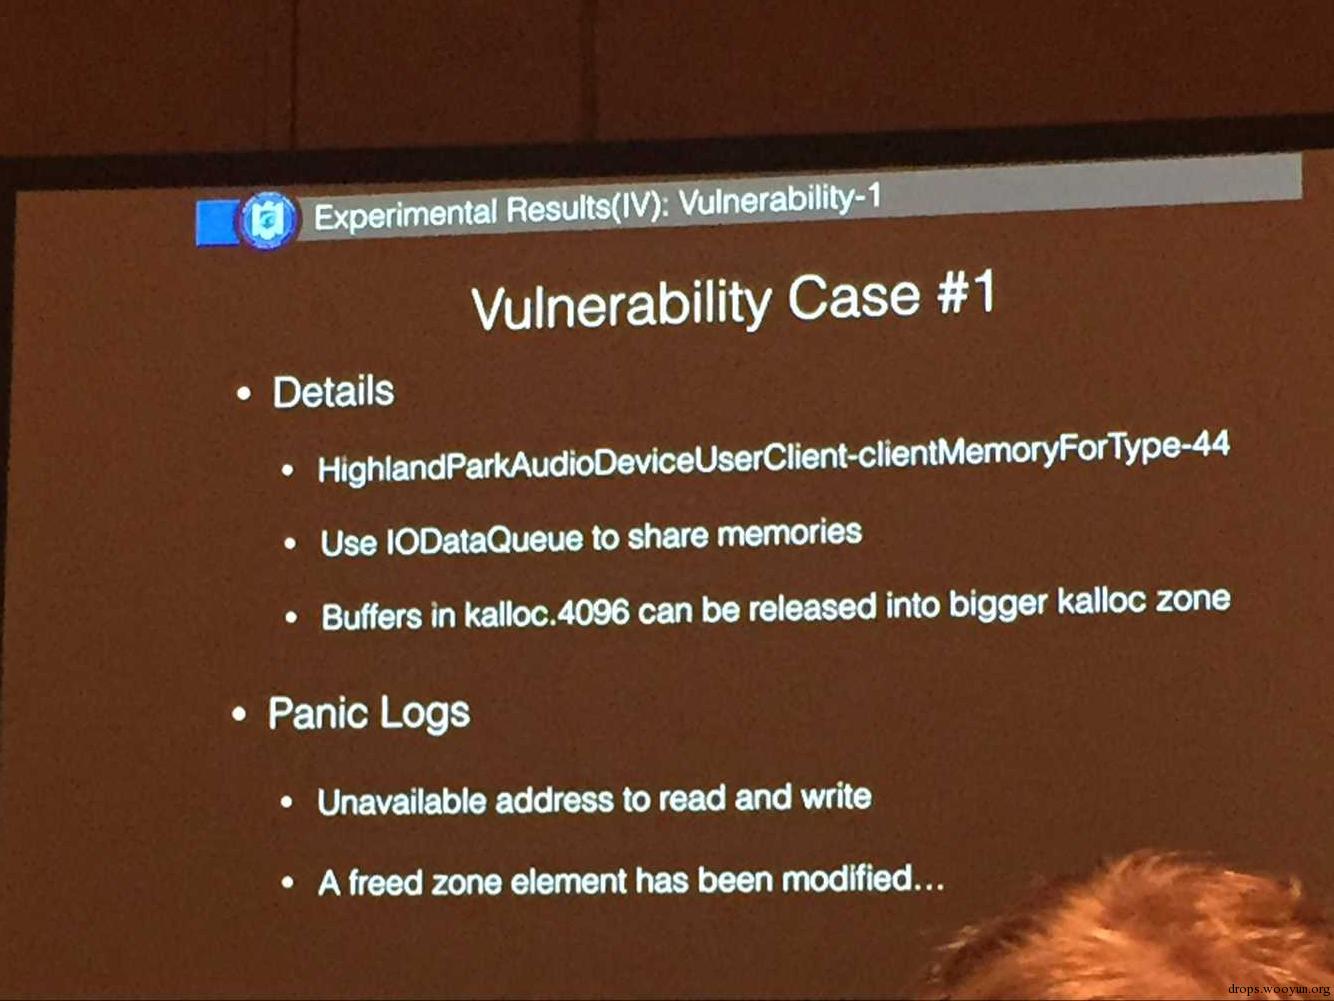 Experimental Results(IV): Vulnerability-1
Vulnerability Case #1
• Details
• HighlandParkAudioDeviceUserClient-clientMemoryForType-44
• Use IODataQueue to share memories
• Buffers in kalloc.4096 can be released into bigger kalloc zone
• Panic Logs
• Unavailable address to read and write
• A freed zone element has been modified...
drops.wooyun.org